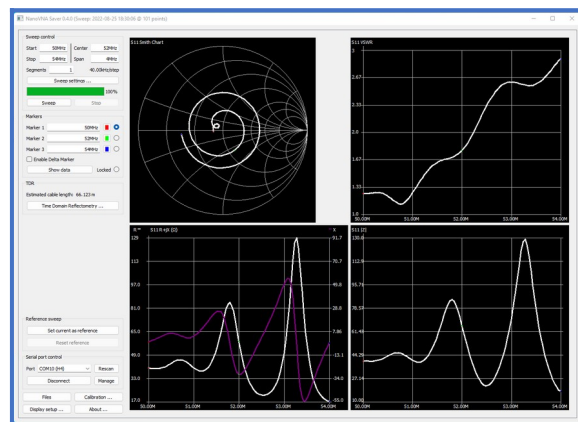 NanoVNA Saver 0.4.0 (Sweep: 2022-08-25 18:06:06 @ 101 points)
Sweep control
Start 50MHz Center 52MHz
Stop 54MHz Span 4MHz
Segments 1 40.00kHz/step
Sweep settings ...
100%
Sweep Stop
Markers
Marker 1 50MHz
Marker 2 52MHz
Marker 3 54MHz
Enable Delta Marker
Show data Locked
TDR
Estimated cable length: 66.123 m
Time Domain Reflectometry ...
Reference sweep
Set current as reference
Reset reference
Serial port control
Port COM10 (H4) Rescan
Disconnect Manage
Files Calibration ...
Display setup ... About ...
S11 Smith Chart
S11 VSWR
3
2.67
2.33
2.0
1.67
1.33
1.0
50.00M 51.00M 52.00M 53.00M 54.00M
R S11 R+jX (Ω) X
129 91.7
113 70.7
97.0 49.8
81.0 28.8
65.0 7.86
49.0 -13.1
33.0 -34.0
17.0 -55.0
50.00M 51.00M 52.00M 53.00M 54.00M
S11 |Z|
130.0
112.9
95.71
78.57
61.43
44.29
27.14
10.00
50.00M 51.00M 52.00M 53.00M 54.00M